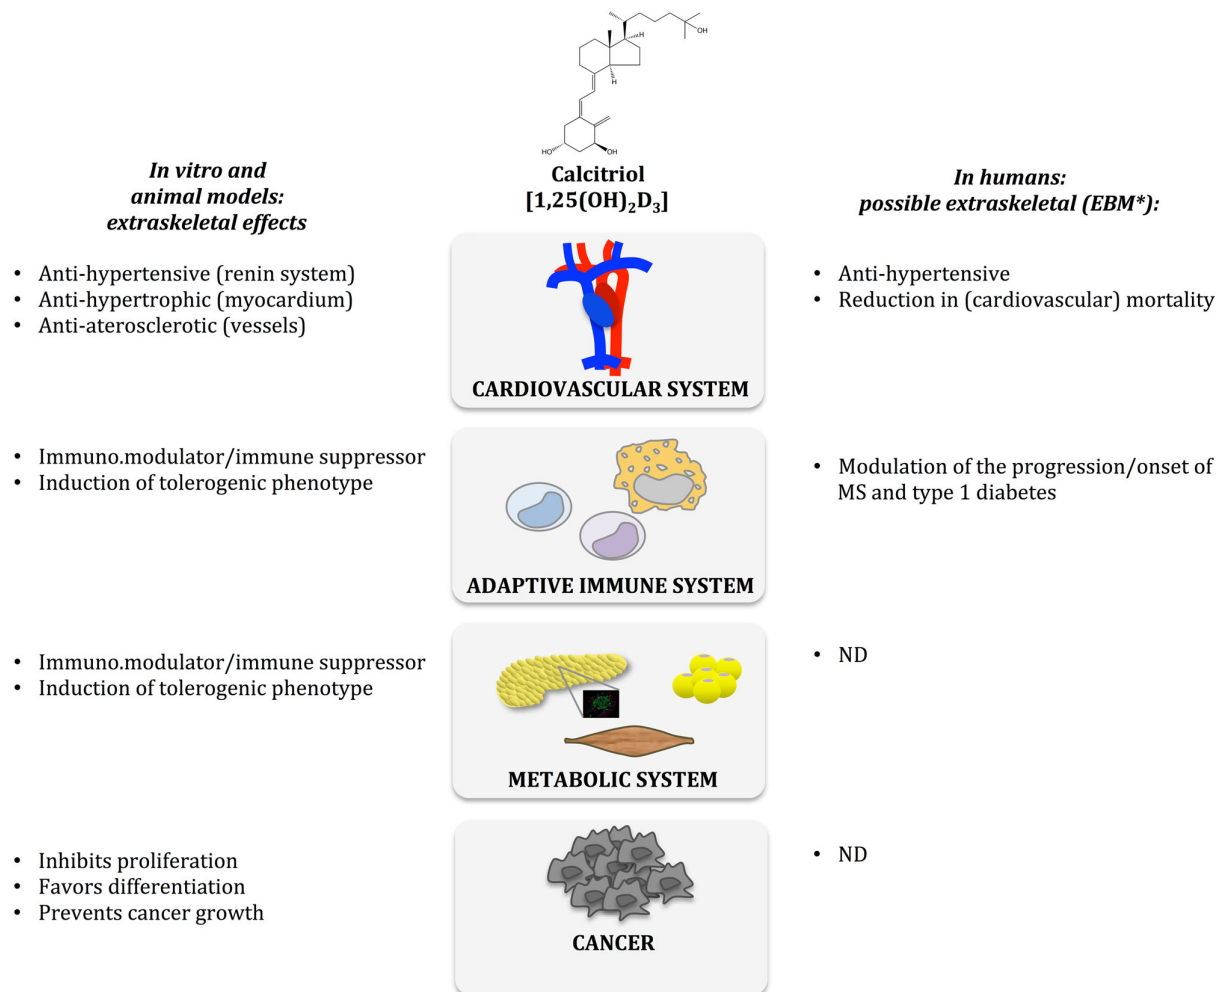 OH
H
H
HO
OH
Calcitriol
[1,25(OH)₂D₃]
In vitro and
animal models:
extraskeletal effects
In humans:
possible extraskeletal (EBM*):
• Anti-hypertensive (renin system)
• Anti-hypertrophic (myocardium)
• Anti-aterosclerotic (vessels)
CARDIOVASCULAR SYSTEM
• Anti-hypertensive
• Reduction in (cardiovascular) mortality
• Immuno.modulator/immune suppressor
• Induction of tolerogenic phenotype
ADAPTIVE IMMUNE SYSTEM
• Modulation of the progression/onset of
MS and type 1 diabetes
• Immuno.modulator/immune suppressor
• Induction of tolerogenic phenotype
METABOLIC SYSTEM
• ND
• Inhibits proliferation
• Favors differentiation
• Prevents cancer growth
CANCER
• ND